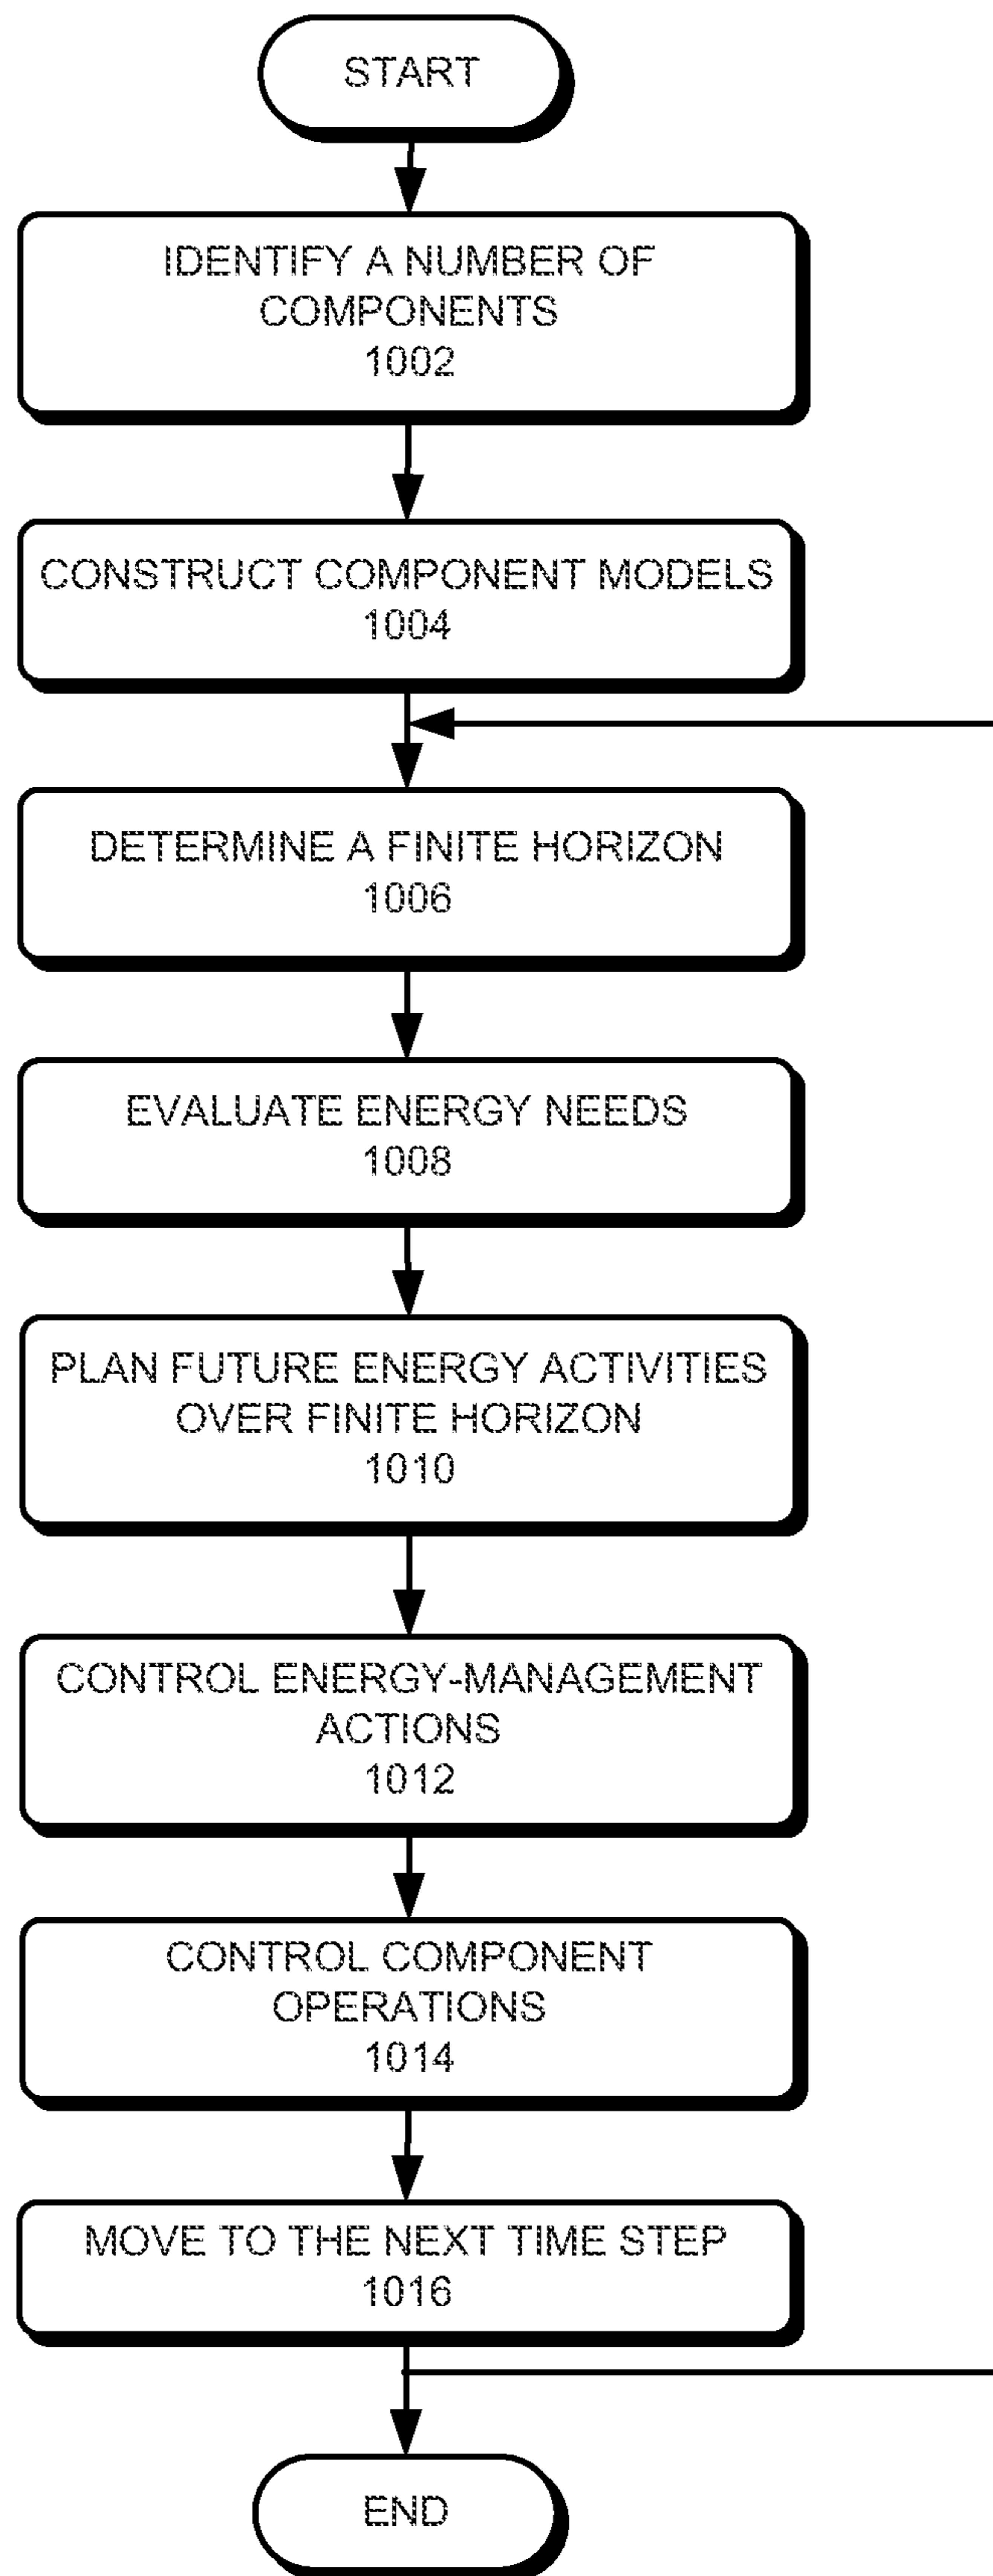 START
IDENTIFY A NUMBER OF
COMPONENTS
1002
CONSTRUCT COMPONENT MODELS
1004
DETERMINE A FINITE HORIZON
1006
EVALUATE ENERGY NEEDS
1008
PLAN FUTURE ENERGY ACTIVITIES
OVER FINITE HORIZON
1010
CONTROL ENERGY-MANAGEMENT
ACTIONS
1012
CONTROL COMPONENT
OPERATIONS
1014
MOVE TO THE NEXT TIME STEP
1016
END